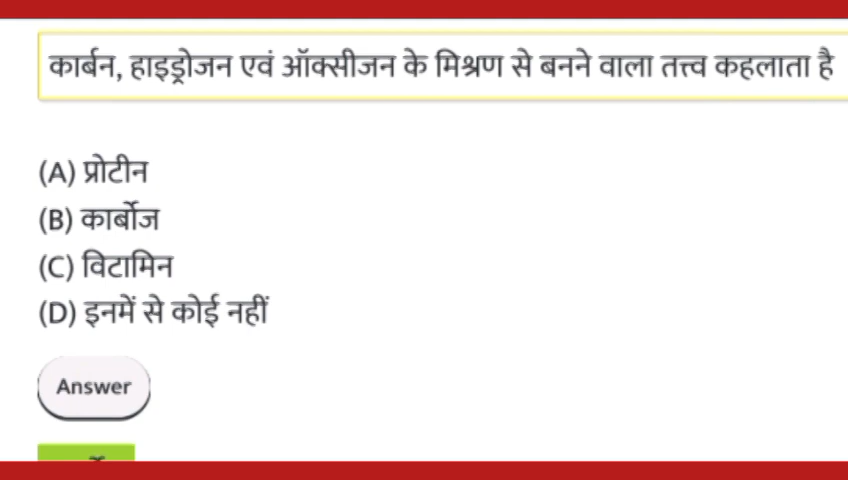 कार्बन, हाइड्रोजन एवं ऑक्सीजन के मिश्रण से बनने वाला तत्त्व कहलाता है
(A) प्रोटीन
(B) कार्बोज
(C) विटामिन
(D) इनमें से कोई नहीं
Answer